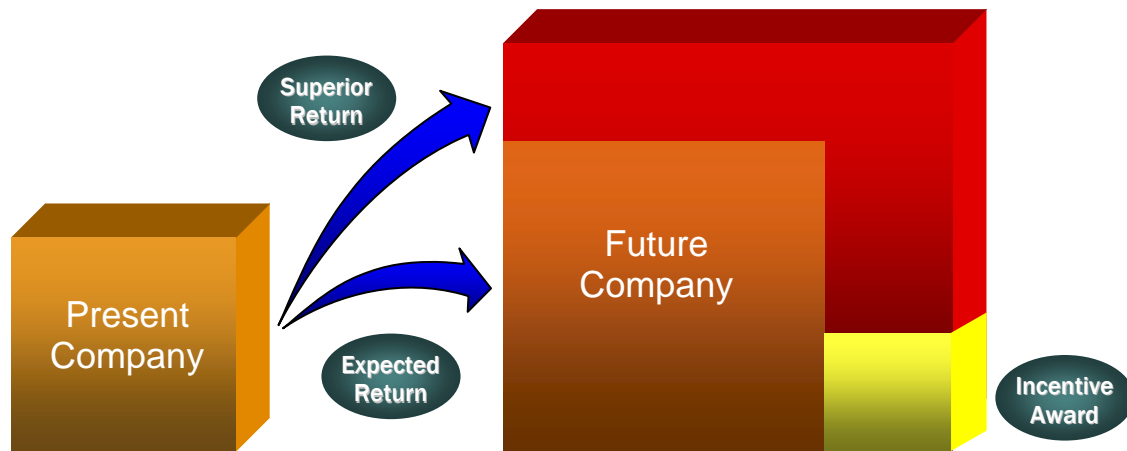 Superior
Return
Present
Company
Expected
Return
Future
Company
Incentive
Award